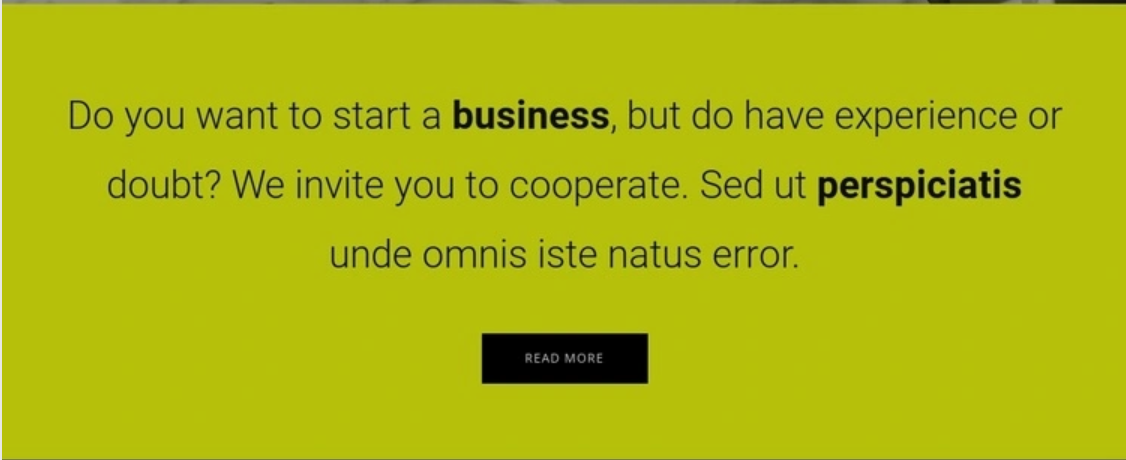 Do you want to start a business, but do have experience or
doubt? We invite you to cooperate. Sed ut perspiciatis
unde omnis iste natus error.
READ MORE